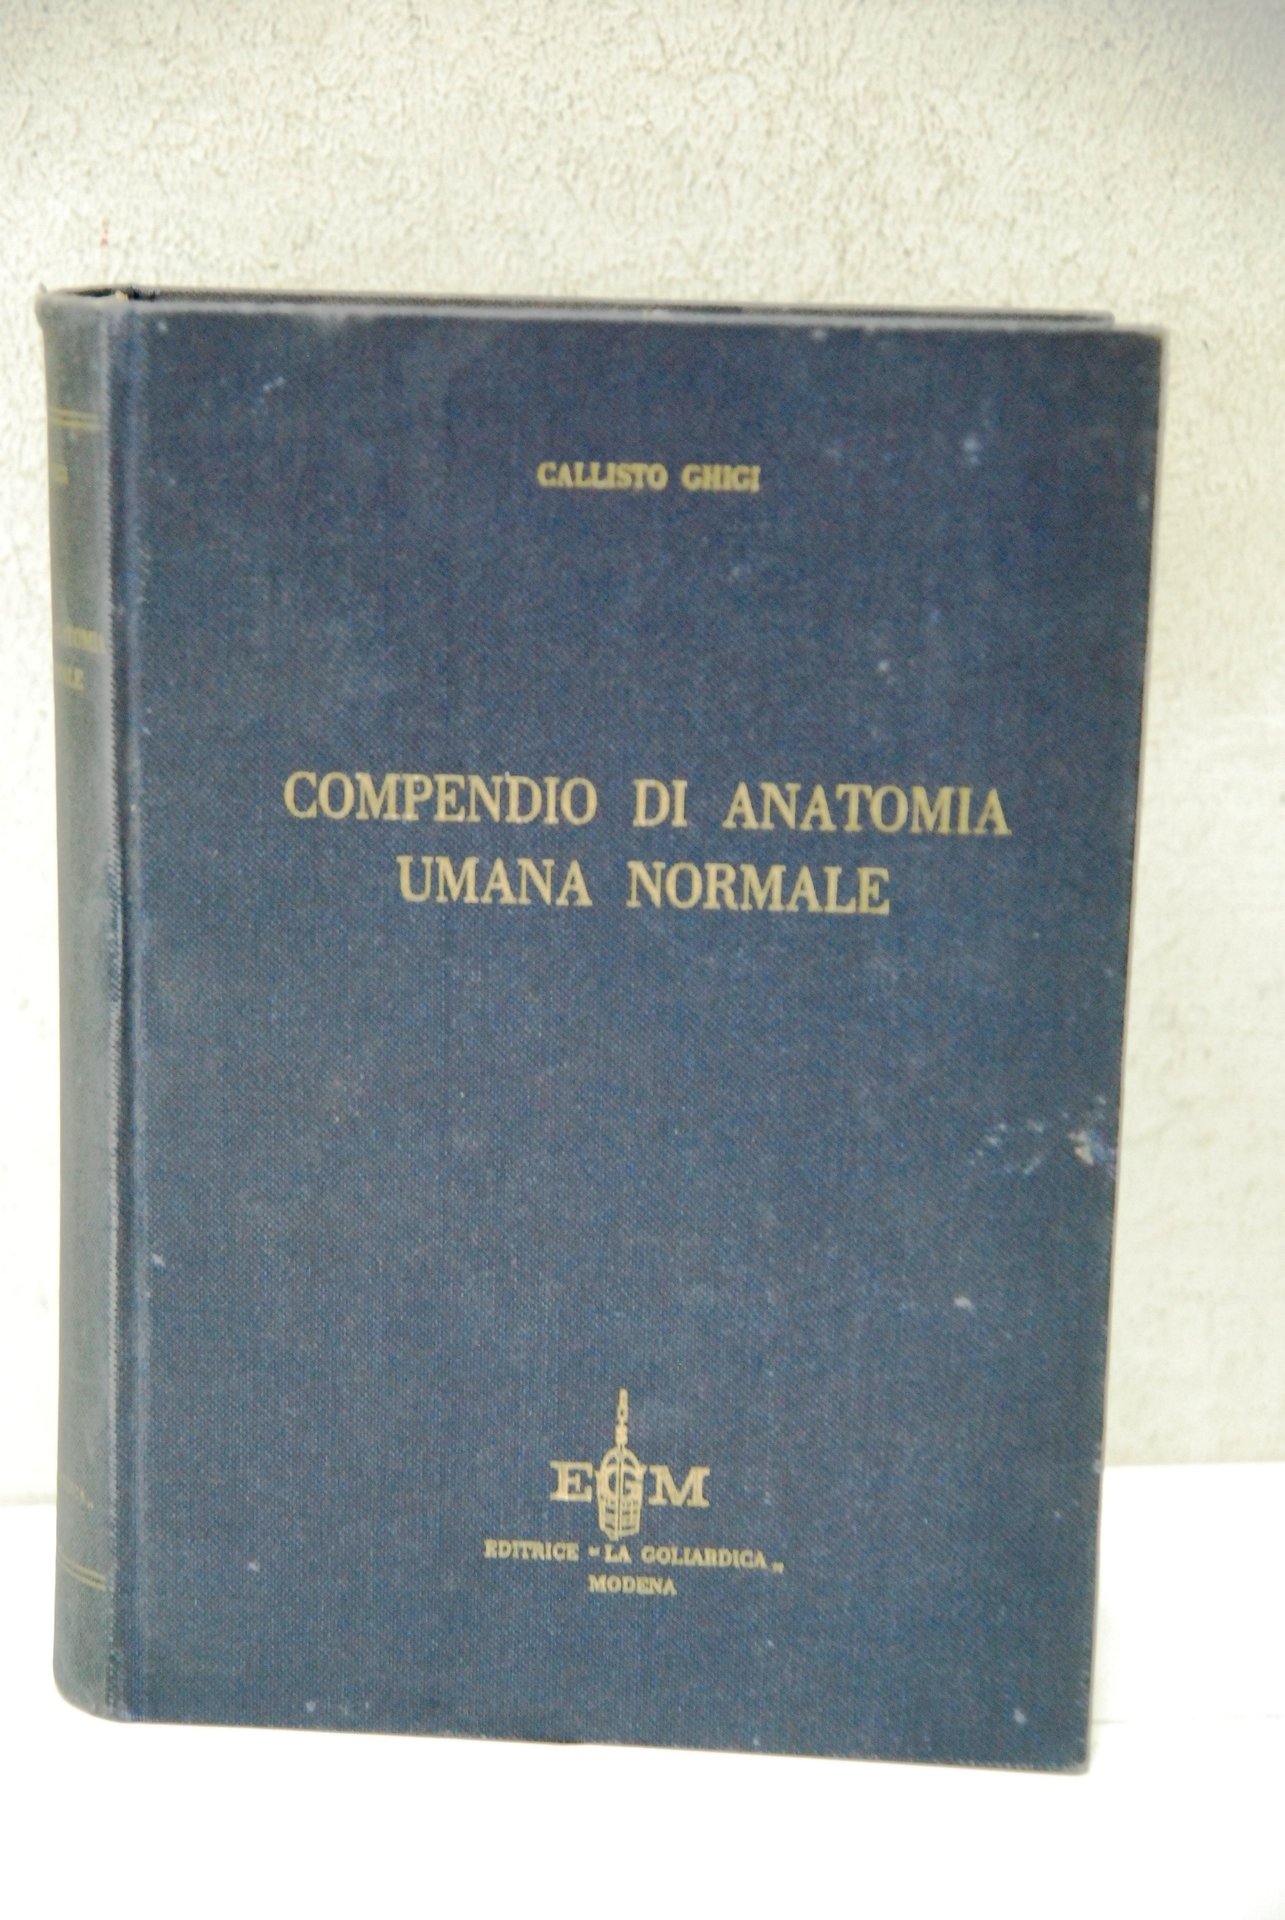 CALLISTO GHIGI
COMPENDIO DI ANATOMIA
UMANA NORMALE
EGM
EDITRICE "LA GOLIARDICA„
MODENA